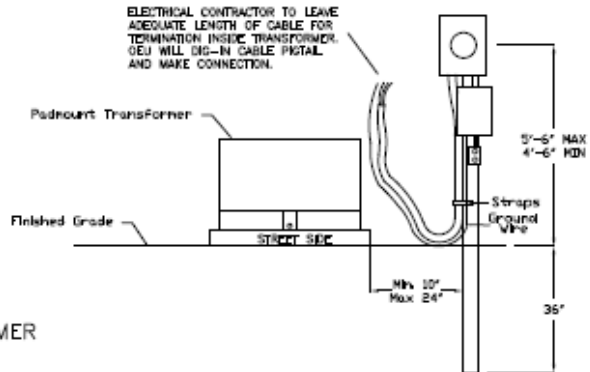 ELECTRICAL CONTRACTOR TO LEAVE
ADEQUATE LENGTH OF CABLE FOR
TERMINATION INSIDE TRANSFORMER.
OEU WILL DIG-IN CABLE PIGTAIL
AND MAKE CONNECTION.
Padmount Transformer
5'-6" MAX
4'-6" MIN
Straps
Ground
Wire
Finished Grade
STREET SIDE
Min. 10"
Max 24"
36"
MER